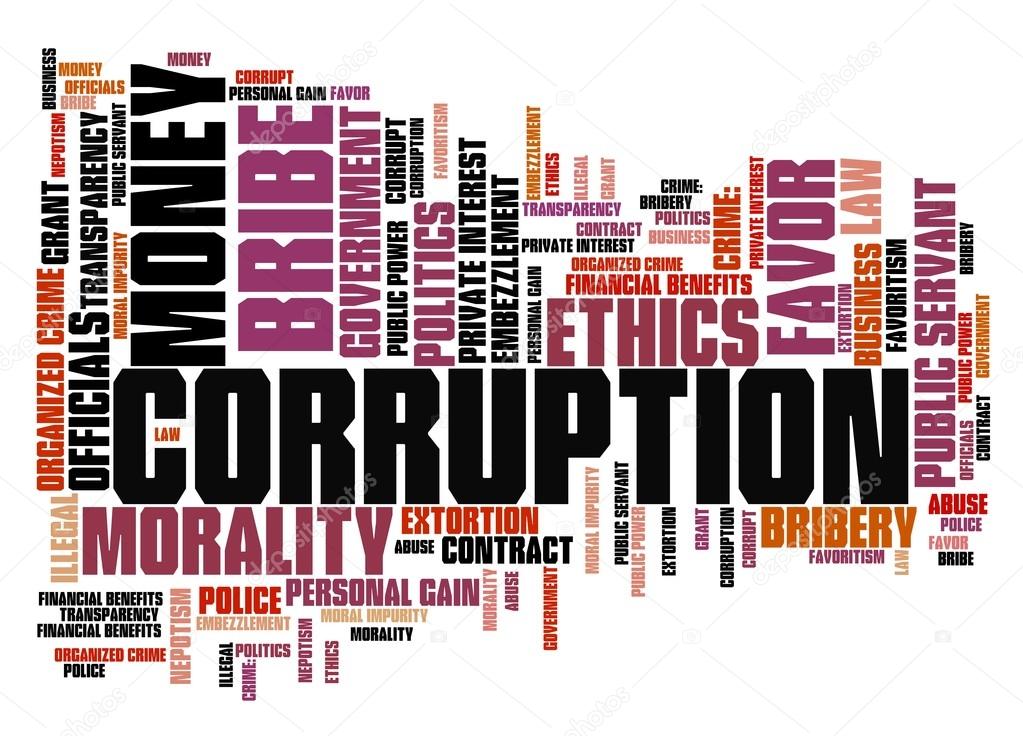 BUSINESS
MONEY
OFFICIALS
BRIBE
NEPOTISM
GRANT
ORGANIZED CRIME
TRANSPARENCY
OFFICIALS
PUBLIC SERVANT
MORAL IMPURITY
MONEY
MONEY
CORRUPT
PERSONAL GAIN
FAVOR
BRIBE
GOVERNMENT
CORRUPT
PUBLIC POWER
CORRUPTION
FAVORITISM
POLITICS
PRIVATE INTEREST
EMBEZZLEMENT
EMBEZZLEMENT
ETHICS
ILLEGAL
GRANT
TRANSPARENCY
CONTRACT
PRIVATE INTEREST
CRIME:
BRIBERY
POLITICS
BUSINESS
CRIME:
PRIVATE INTEREST
ORGANIZED CRIME
FINANCIAL BENEFITS
PERSONAL GAIN
ETHICS
FAVOR
LAW
EXTORTION
BUSINESS
FAVORITISM
PUBLIC SERVANT
BRIBERY
PUBLIC POWER
GOVERNMENT
OFFICIALS
CONTRACT
CORRUPTION
LAW
ILLEGAL
MORALITY
EXTORTION
ABUSE
CONTRACT
MORAL IMPURITY
PUBLIC SERVANT
PUBLIC POWER
EXTORTION
GRANT
CORRUPTION
CORRUPT
BRIBERY
FAVORITISM
LAW
ABUSE
POLICE
FAVOR
BRIBE
FINANCIAL BENEFITS
TRANSPARENCY
FINANCIAL BENEFITS
ORGANIZED CRIME
POLICE
NEPOTISM
POLICE
EMBEZZLEMENT
PERSONAL GAIN
MORAL IMPURITY
MORALITY
MORALITY
ABUSE
GOVERNMENT
ILLEGAL
CRIME:
POLITICS
NEPOTISM
ETHICS
depositphotos